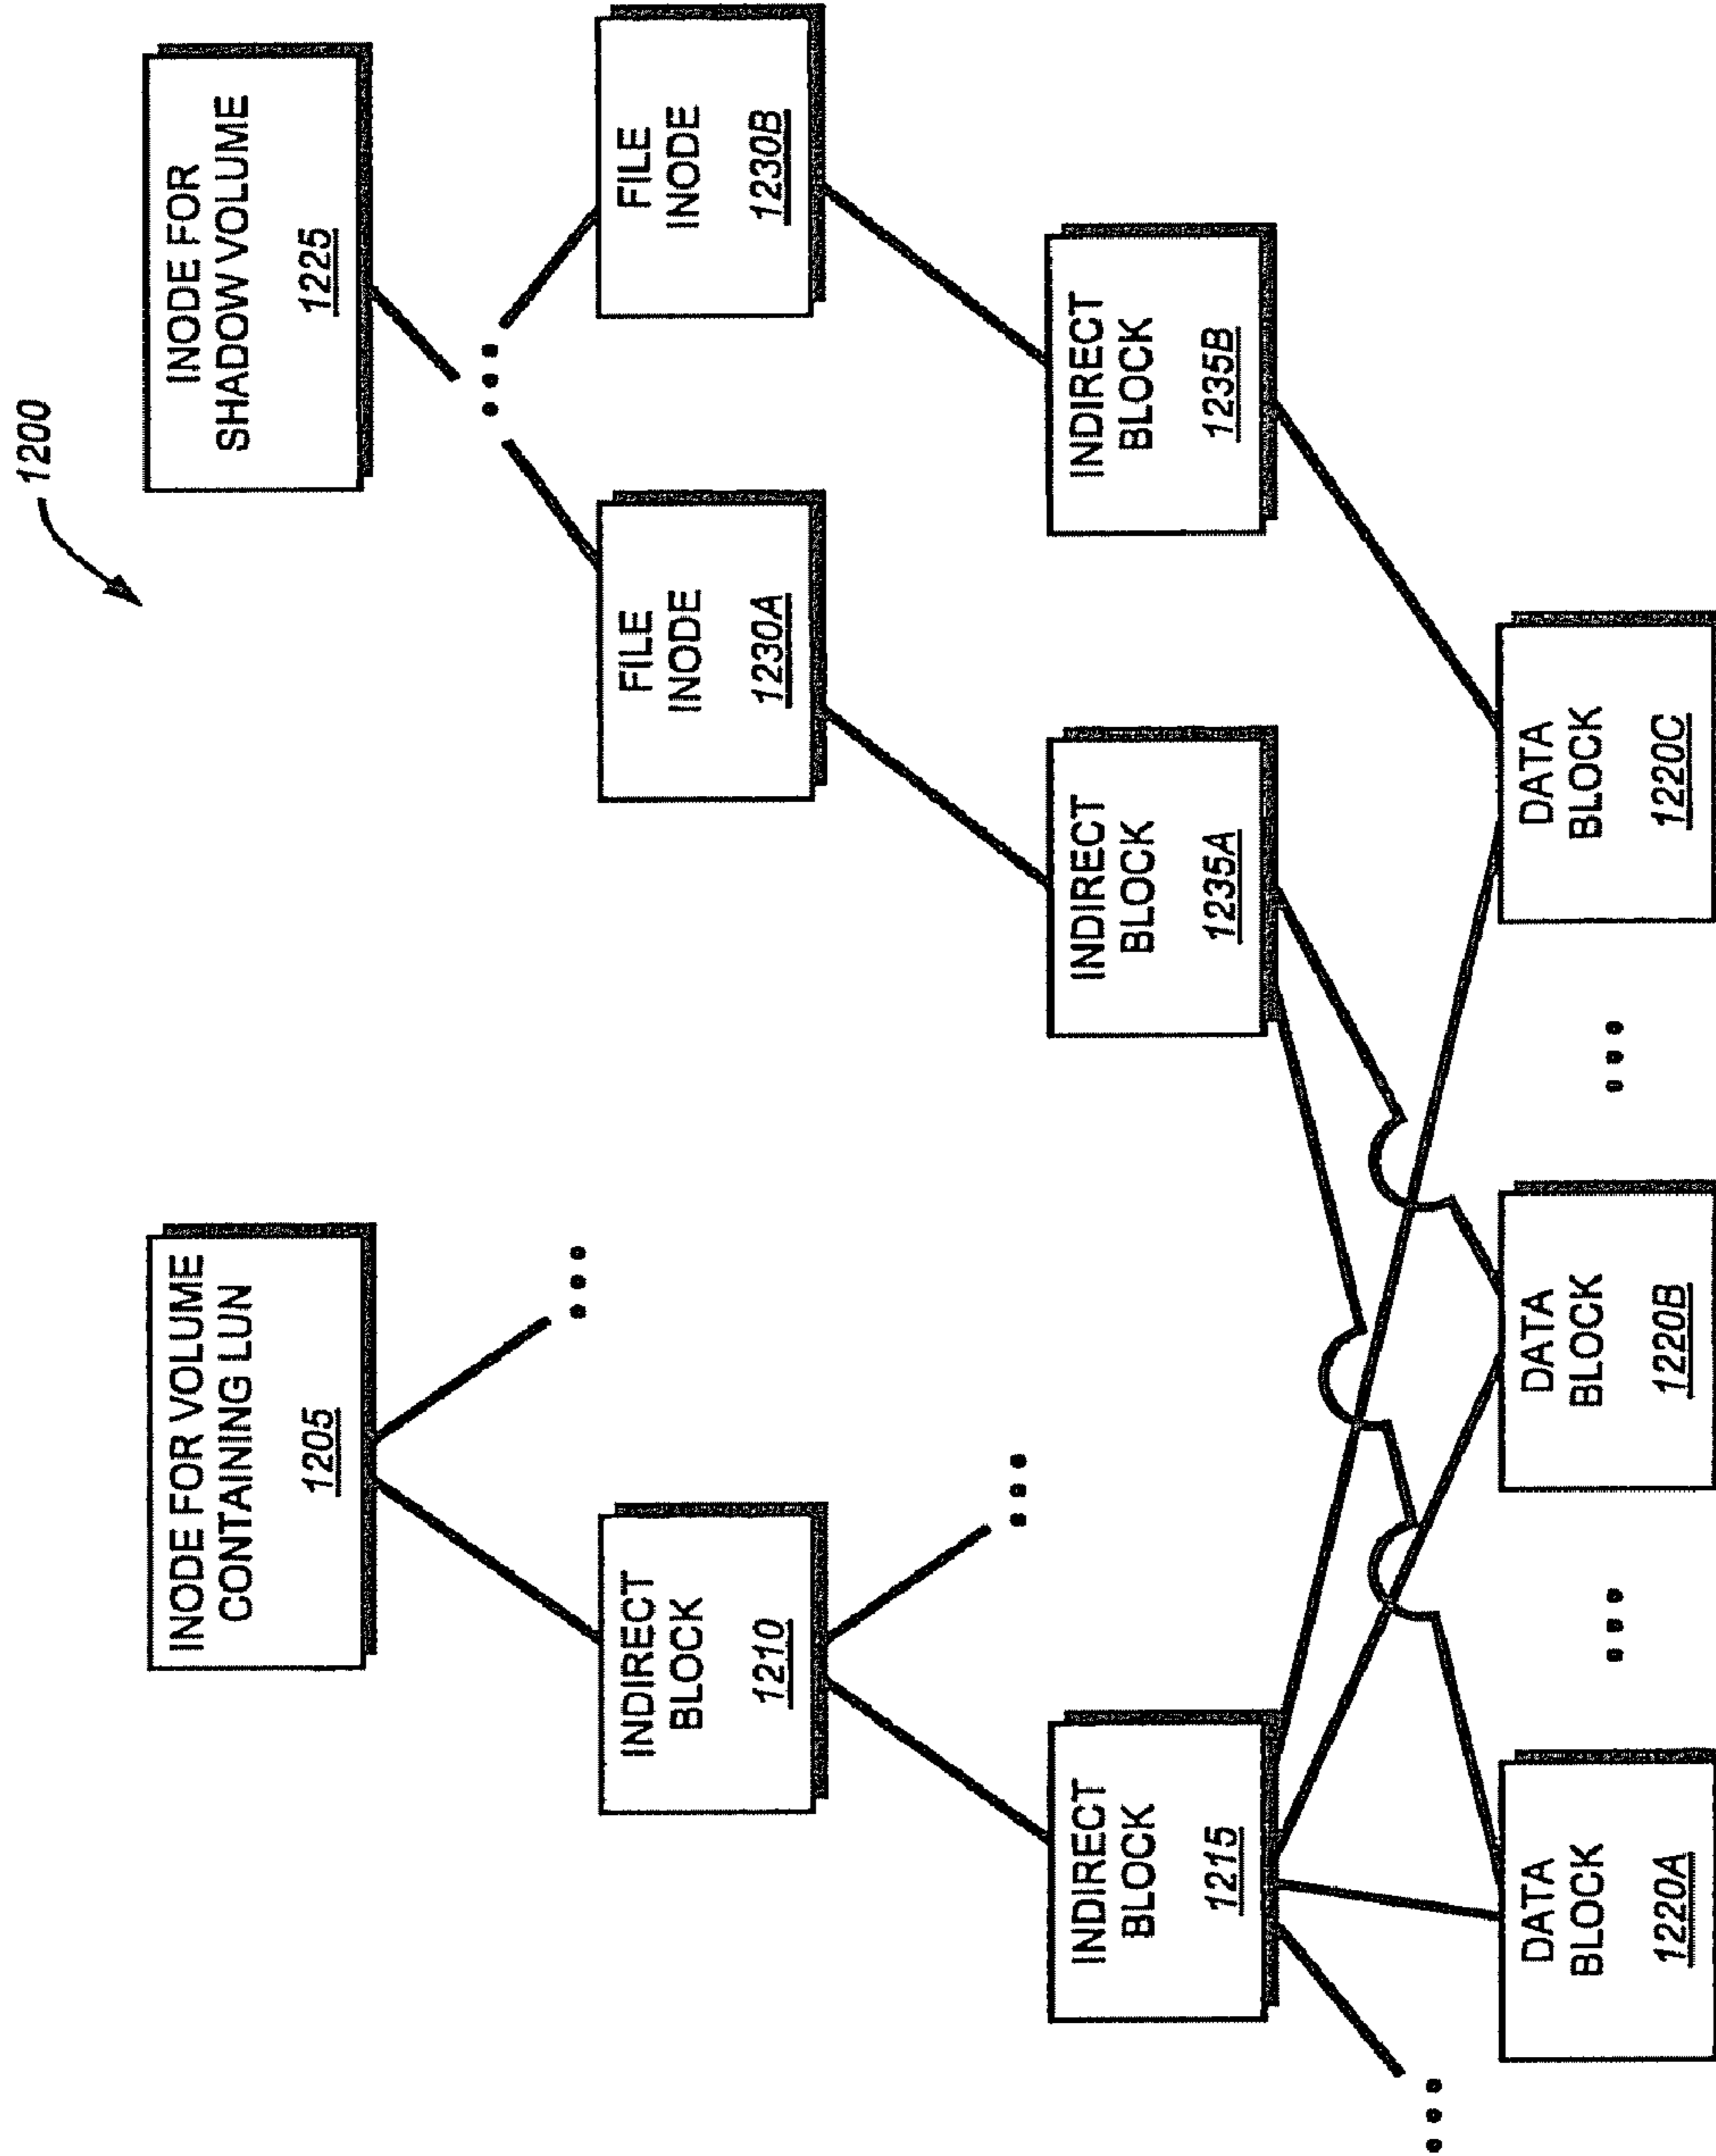 1200
INODE FOR VOLUME
CONTAINING LUN
1205
INODE FOR
SHADOW VOLUME
1225
INDIRECT
BLOCK
1210
FILE
INODE
1230A
FILE
INODE
1230B
INDIRECT
BLOCK
1215
INDIRECT
BLOCK
1235A
INDIRECT
BLOCK
1235B
DATA
BLOCK
1220A
DATA
BLOCK
1220B
DATA
BLOCK
1220C